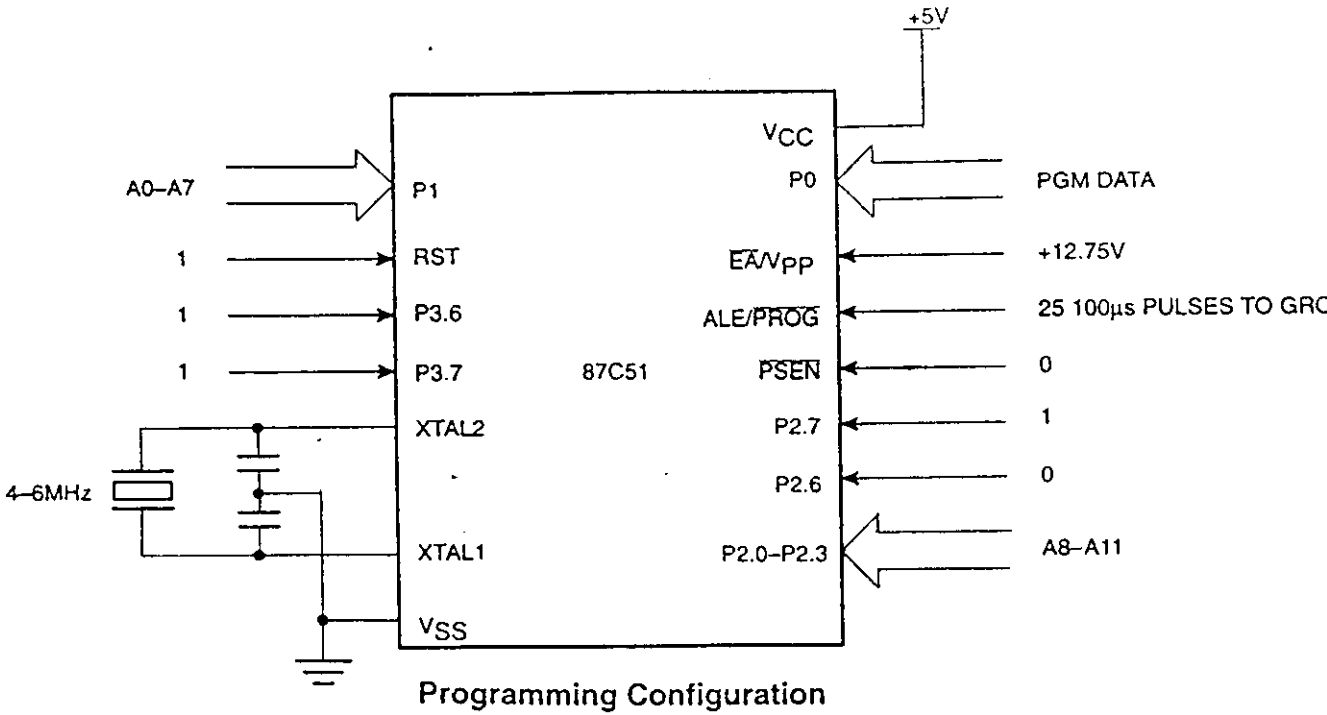 +5V
VCC
A0–A7
P1
P0
PGM DATA
1
RST
EA/VPP
+12.75V
1
P3.6
ALE/PROG
25 100µs PULSES TO GRO
1
P3.7
87C51
PSEN
0
XTAL2
P2.7
1
4–6MHz
P2.6
0
XTAL1
P2.0–P2.3
A8–A11
VSS
Programming Configuration